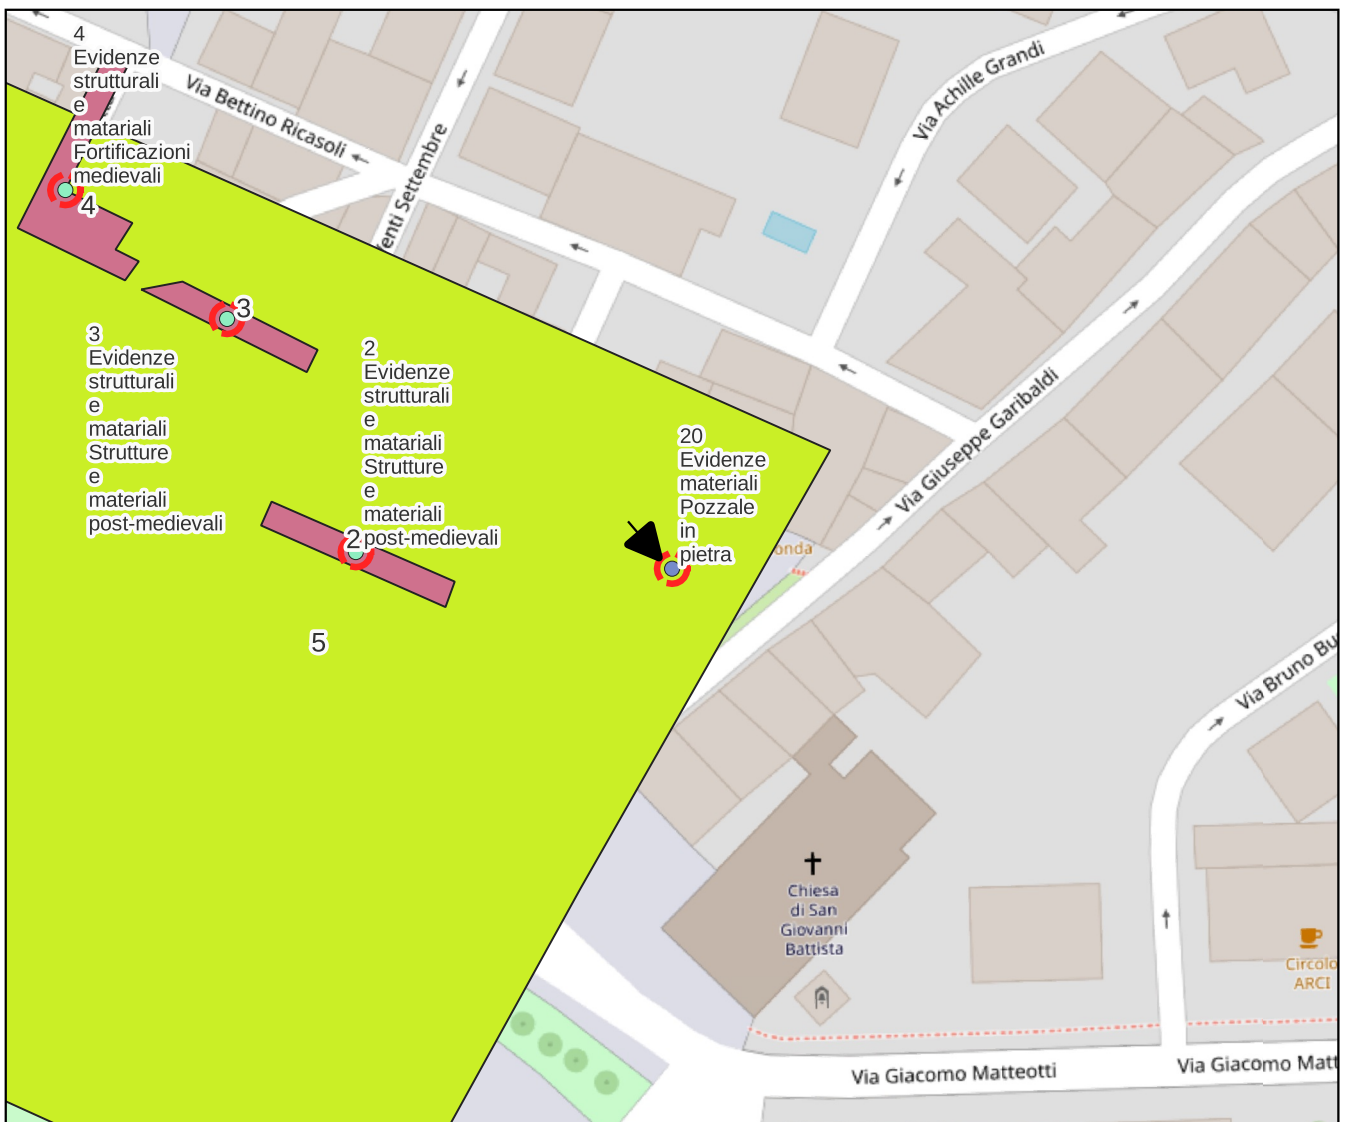 4
Evidenze
strutturali
e
matariali
Fortificazioni
medievali
4
Via Bettino Ricasoli
enti Settembre
Via Achille Grandi
3
3
Evidenze
strutturali
e
matariali
Strutture
e
materiali
post-medievali
2
Evidenze
strutturali
e
matariali
Strutture
e
materiali
post-medievali
2
20
Evidenze
materiali
Pozzale
in
pietra
onda
Via Giuseppe Garibaldi
5
Via Bruno Bu
Chiesa
di San
Giovanni
Battista
Circolo
ARCI
Via Giacomo Matteotti
Via Giacomo Matt